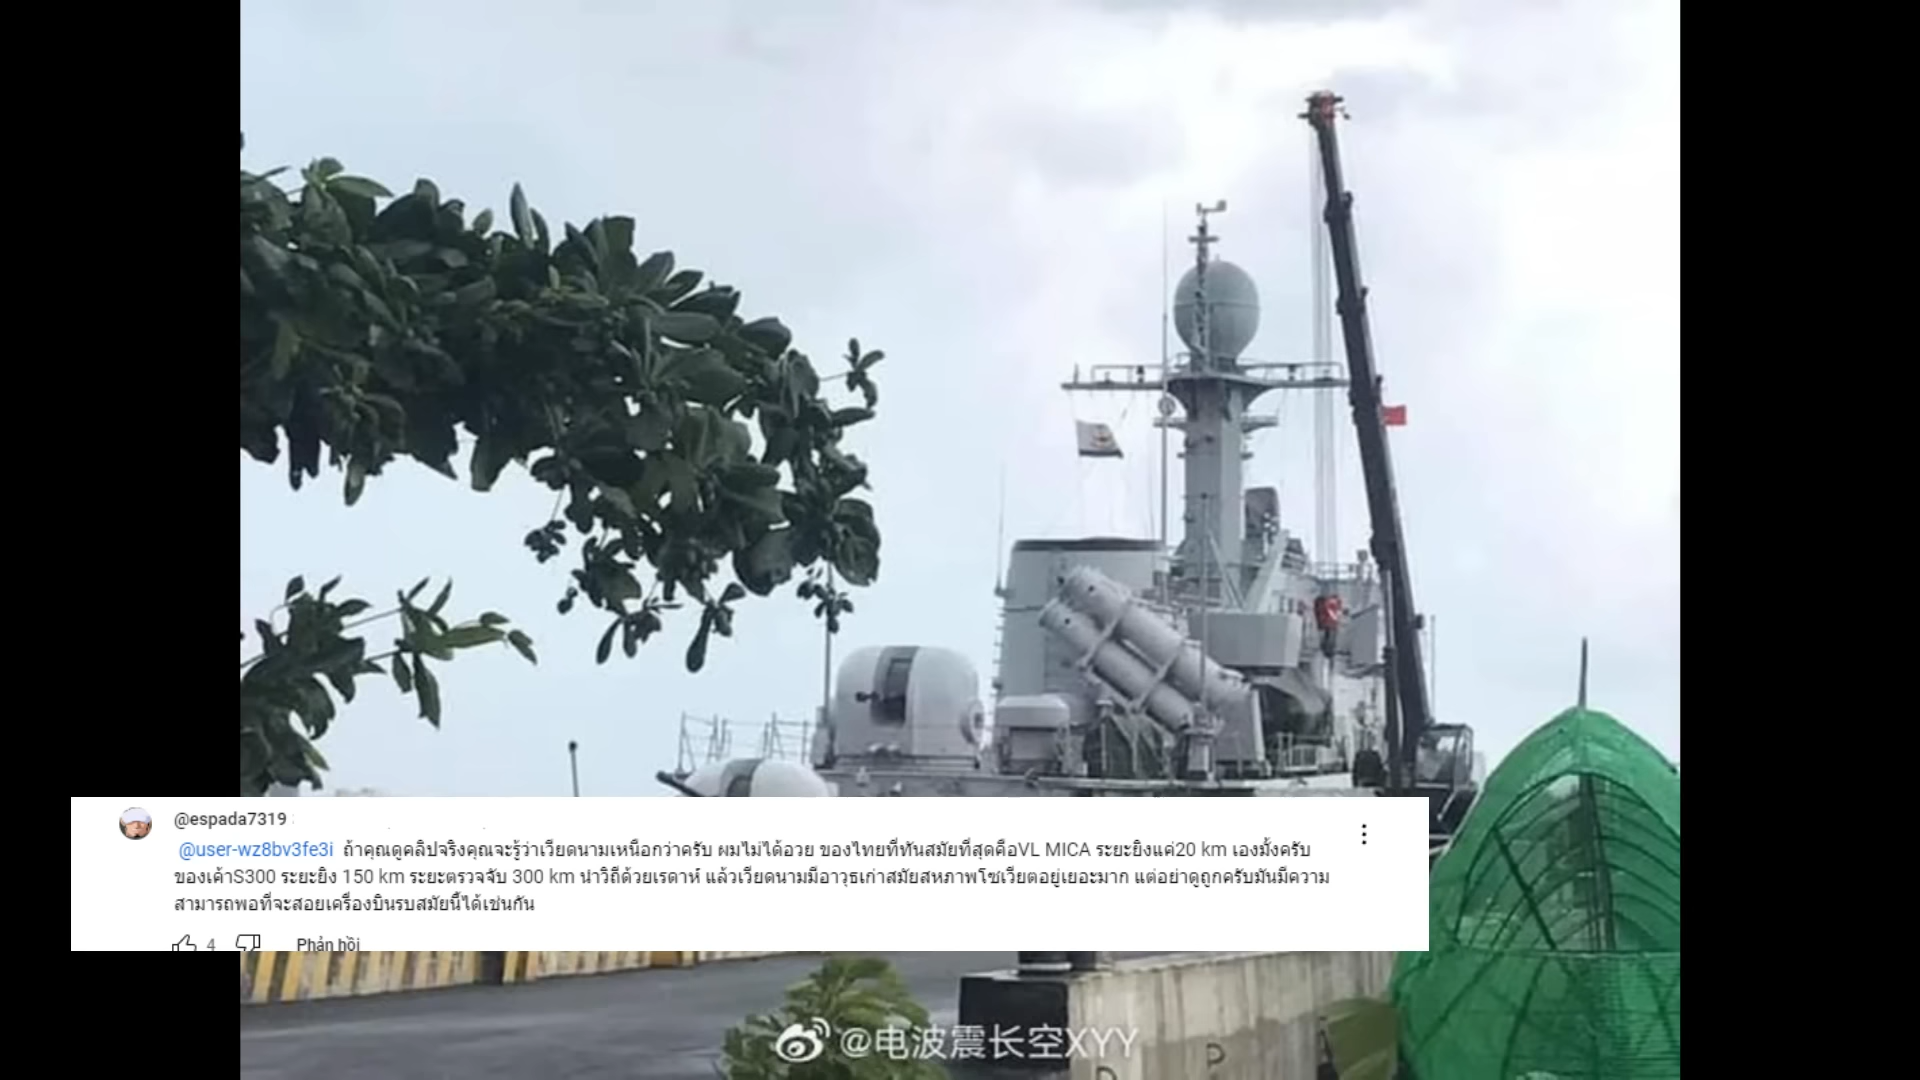 @espada7319
@user-wz8bv3fe3i ถ้าคุณดูคลิปจริงคุณจะรู้ว่าเวียดนามเหนือกว่าครับ ผมไม่ได้อวย ของไทยที่ทันสมัยที่สุดคือVL MICA ระยะยิงแค่20 km เองมั้งครับ
ของเค้าS300 ระยะยิง 150 km ระยะตรวจจับ 300 km นำวิถีด้วยเรดาห์ แล้วเวียดนามมีอาวุธเก่าสมัยสหภาพโซเวียตอยู่เยอะมาก แต่อย่าดูถูกครับมันมีความ
สามารถพอที่จะสอยเครื่องบินรบสมัยนี้ได้เช่นกัน
4 Phản hồi
@电波震长空XYY